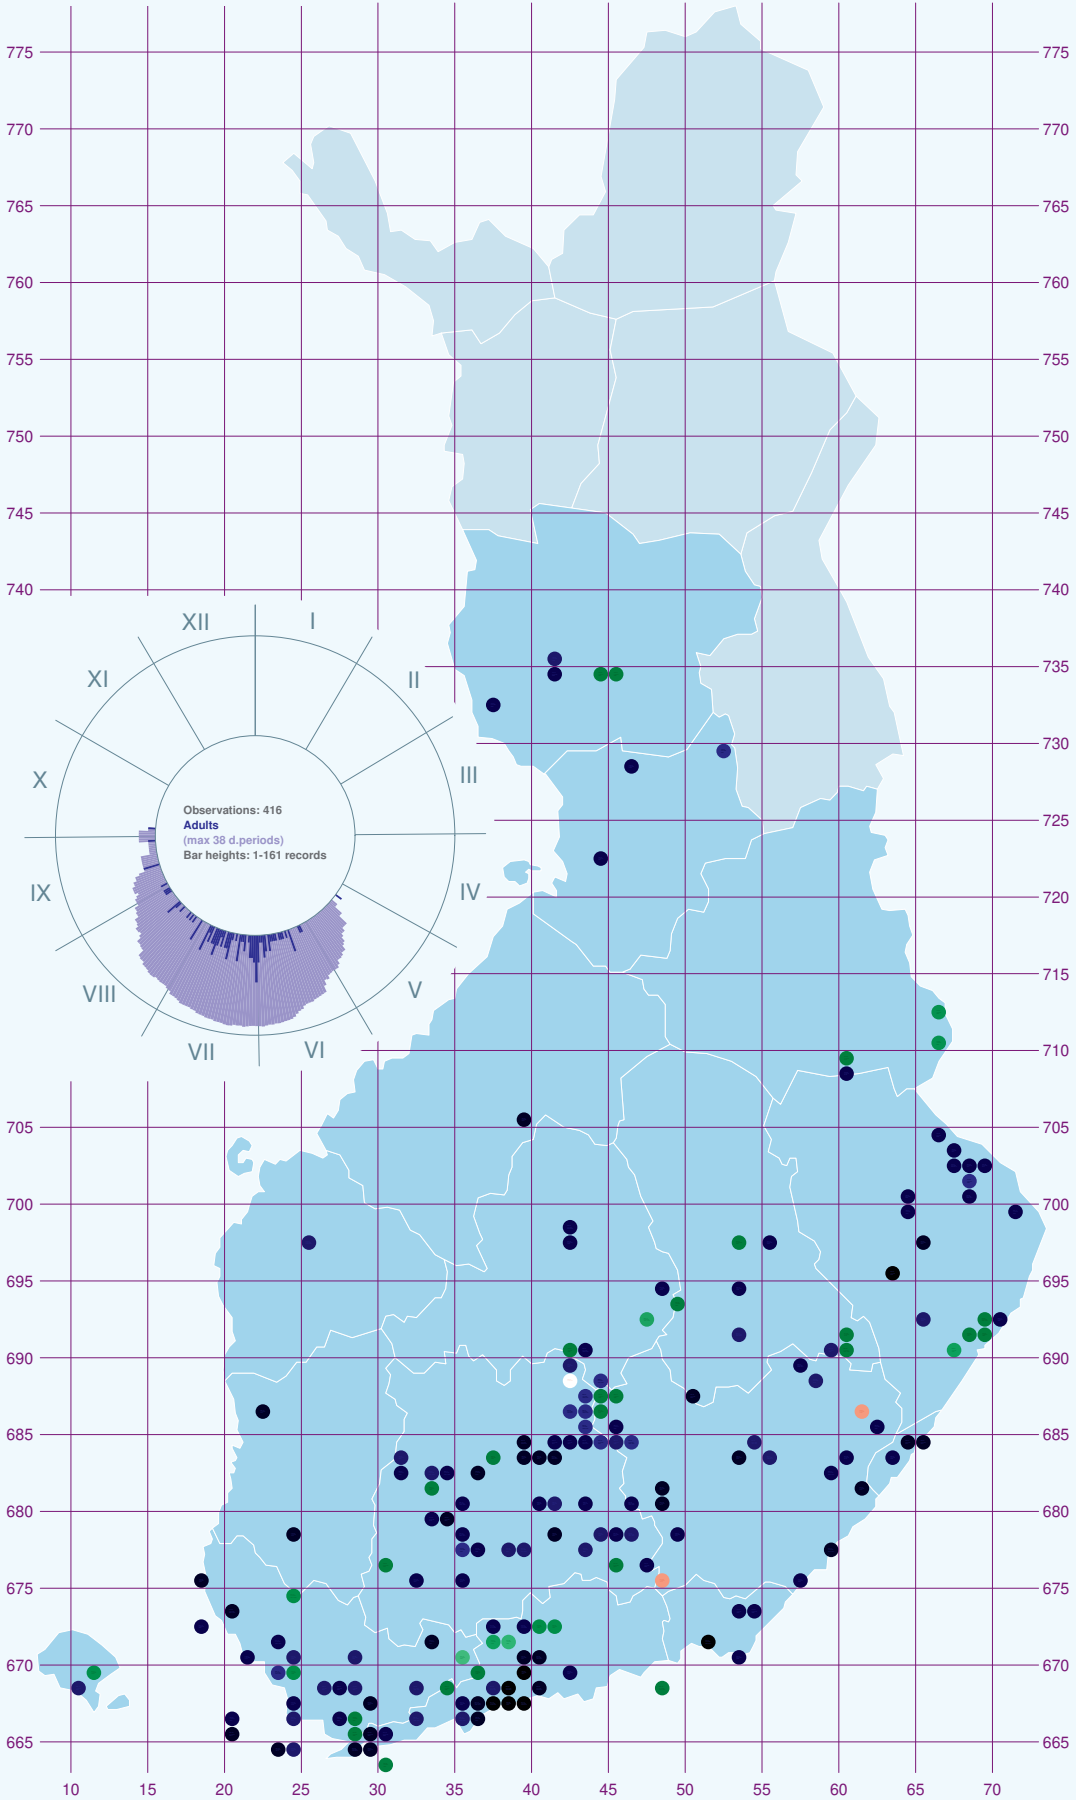 775 775
770 770
765 765
760 760
755 755
750 750
745 745
740 740
XII I
XI II
735 735
730 730
X III
Observations: 416
Adults
(max 38 d.periods)
Bar heights: 1-161 records
725 725
IX IV
720 720
VIII V
715 715
VII VI
710 710
705 705
700 700
695 695
690 690
685 685
680 680
675 675
670 670
665 665
10 15 20 25 30 35 40 45 50 55 60 65 70